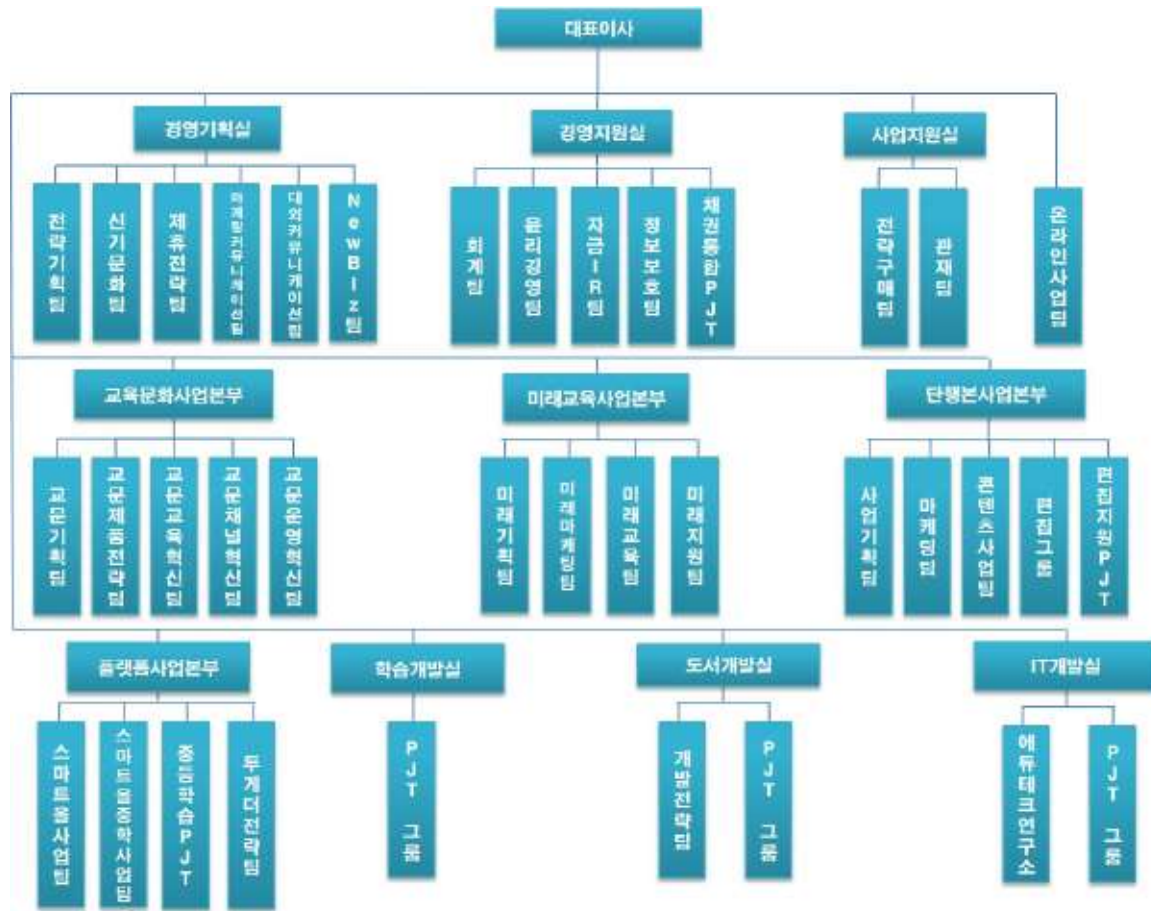 대표이사
경영기획실
경영지원실
사업지원실
전략기획팀
신기문화팀
제휴전략팀
마케팅커뮤니케이션팀
대외커뮤니케이션팀
NewBiz팀
회계팀
윤리경영팀
자금IR팀
정보보호팀
채권통합PJT
전략구매팀
관재팀
온라인사업팀
교육문화사업본부
미래교육사업본부
단행본사업본부
교문기획팀
교문제품전략팀
교문교육혁신팀
교문채널혁신팀
교문운영혁신팀
미래기획팀
미래마케팅팀
미래교육팀
미래지원팀
사업기획팀
마케팅팀
콘텐츠사업팀
편집그룹
편집지원PJT
플랫폼사업본부
학습개발실
도서개발실
IT개발실
스마트올사업팀
스마트올중학사업팀
중등학습PJT
투게더전략팀
PJT 그룹
개발전략팀
PJT 그룹
에듀테크연구소
PJT 그룹